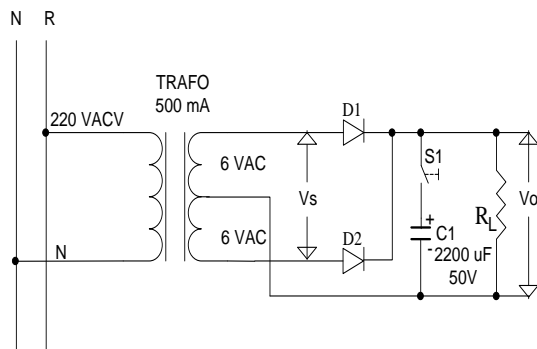 N R
TRAFO
500 mA
220 VACV
D1
6 VAC
S1
Vs
Vo
RL
+
C1
6 VAC
D2
- 2200 uF
50V
N